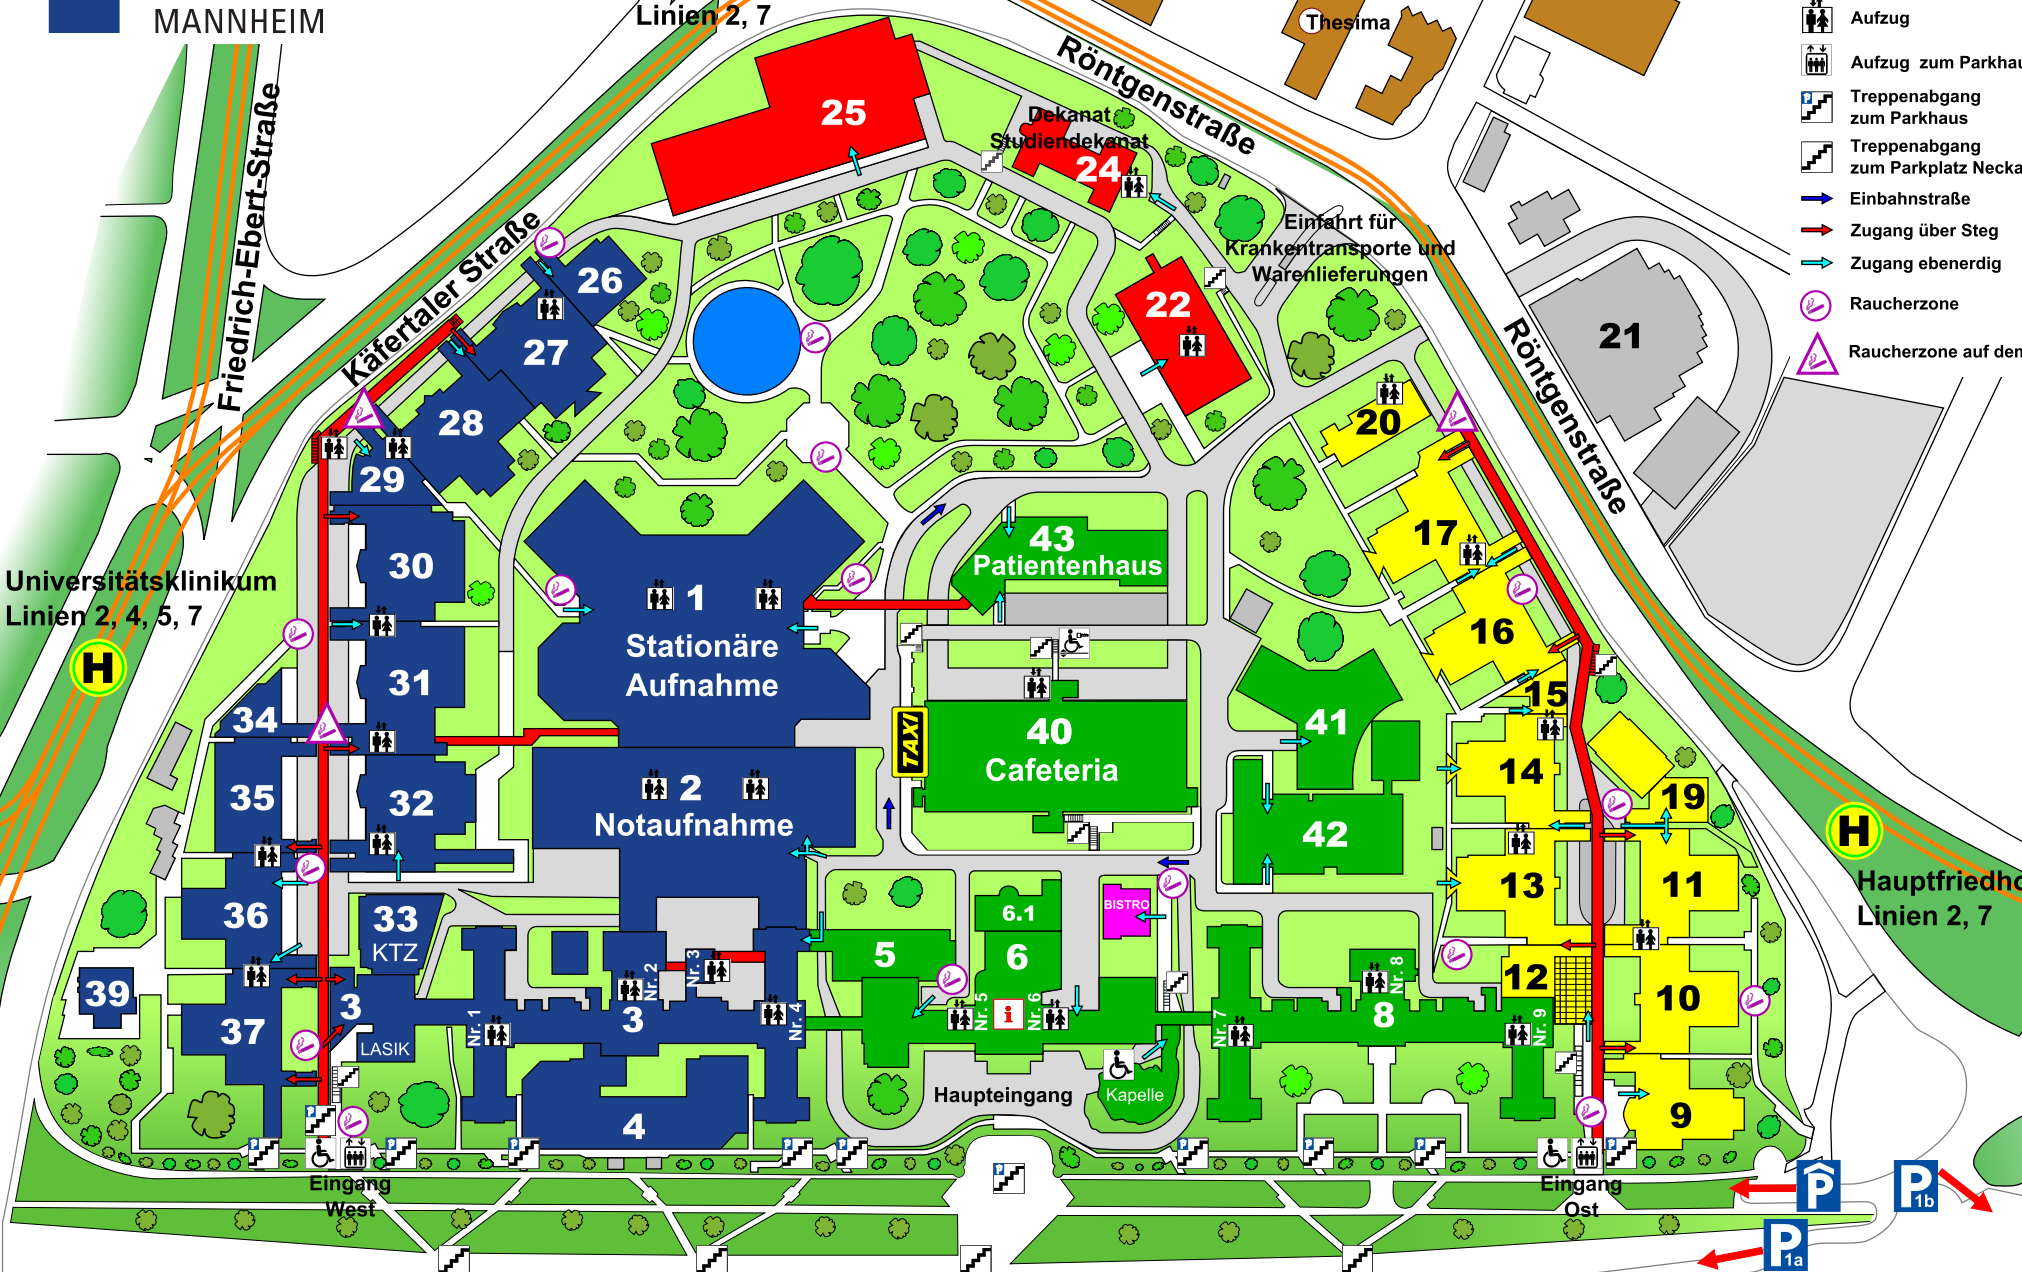 MANNHEIM
Linien 2, 7
Thesima
Aufzug
Aufzug zum Parkhau
Treppenabgang
zum Parkhaus
Treppenabgang
zum Parkplatz Necka
Einbahnstraße
Zugang über Steg
Zugang ebenerdig
Raucherzone
Raucherzone auf dem
Röntgenstraße
Friedrich-Ebert-Straße
Käfertaler Straße
Röntgenstraße
Dekanat
Studiendekanat
Einfahrt für
Krankentransporte und
Warenlieferungen
25
24
26
22
27
21
28
20
29
17
43
Patientenhaus
30
Universitätsklinikum
Linien 2, 4, 5, 7
H
1
Stationäre
Aufnahme
16
31
15
34
41
40
Cafeteria
TAXI
14
35
32
2
Notaufnahme
19
42
H
Hauptfriedho
Linien 2, 7
13
11
36
33
KTZ
BISTRO
6.1
5
6
39
3
Nr. 1
Nr. 2
Nr. 3
3
Nr. 4
Nr. 5
i
Nr. 6
Nr. 7
Nr. 8
8
Nr. 9
12
10
37
LASIK
4
Haupteingang
Kapelle
9
Eingang
West
Eingang
Ost
P
P
1b
P
1a